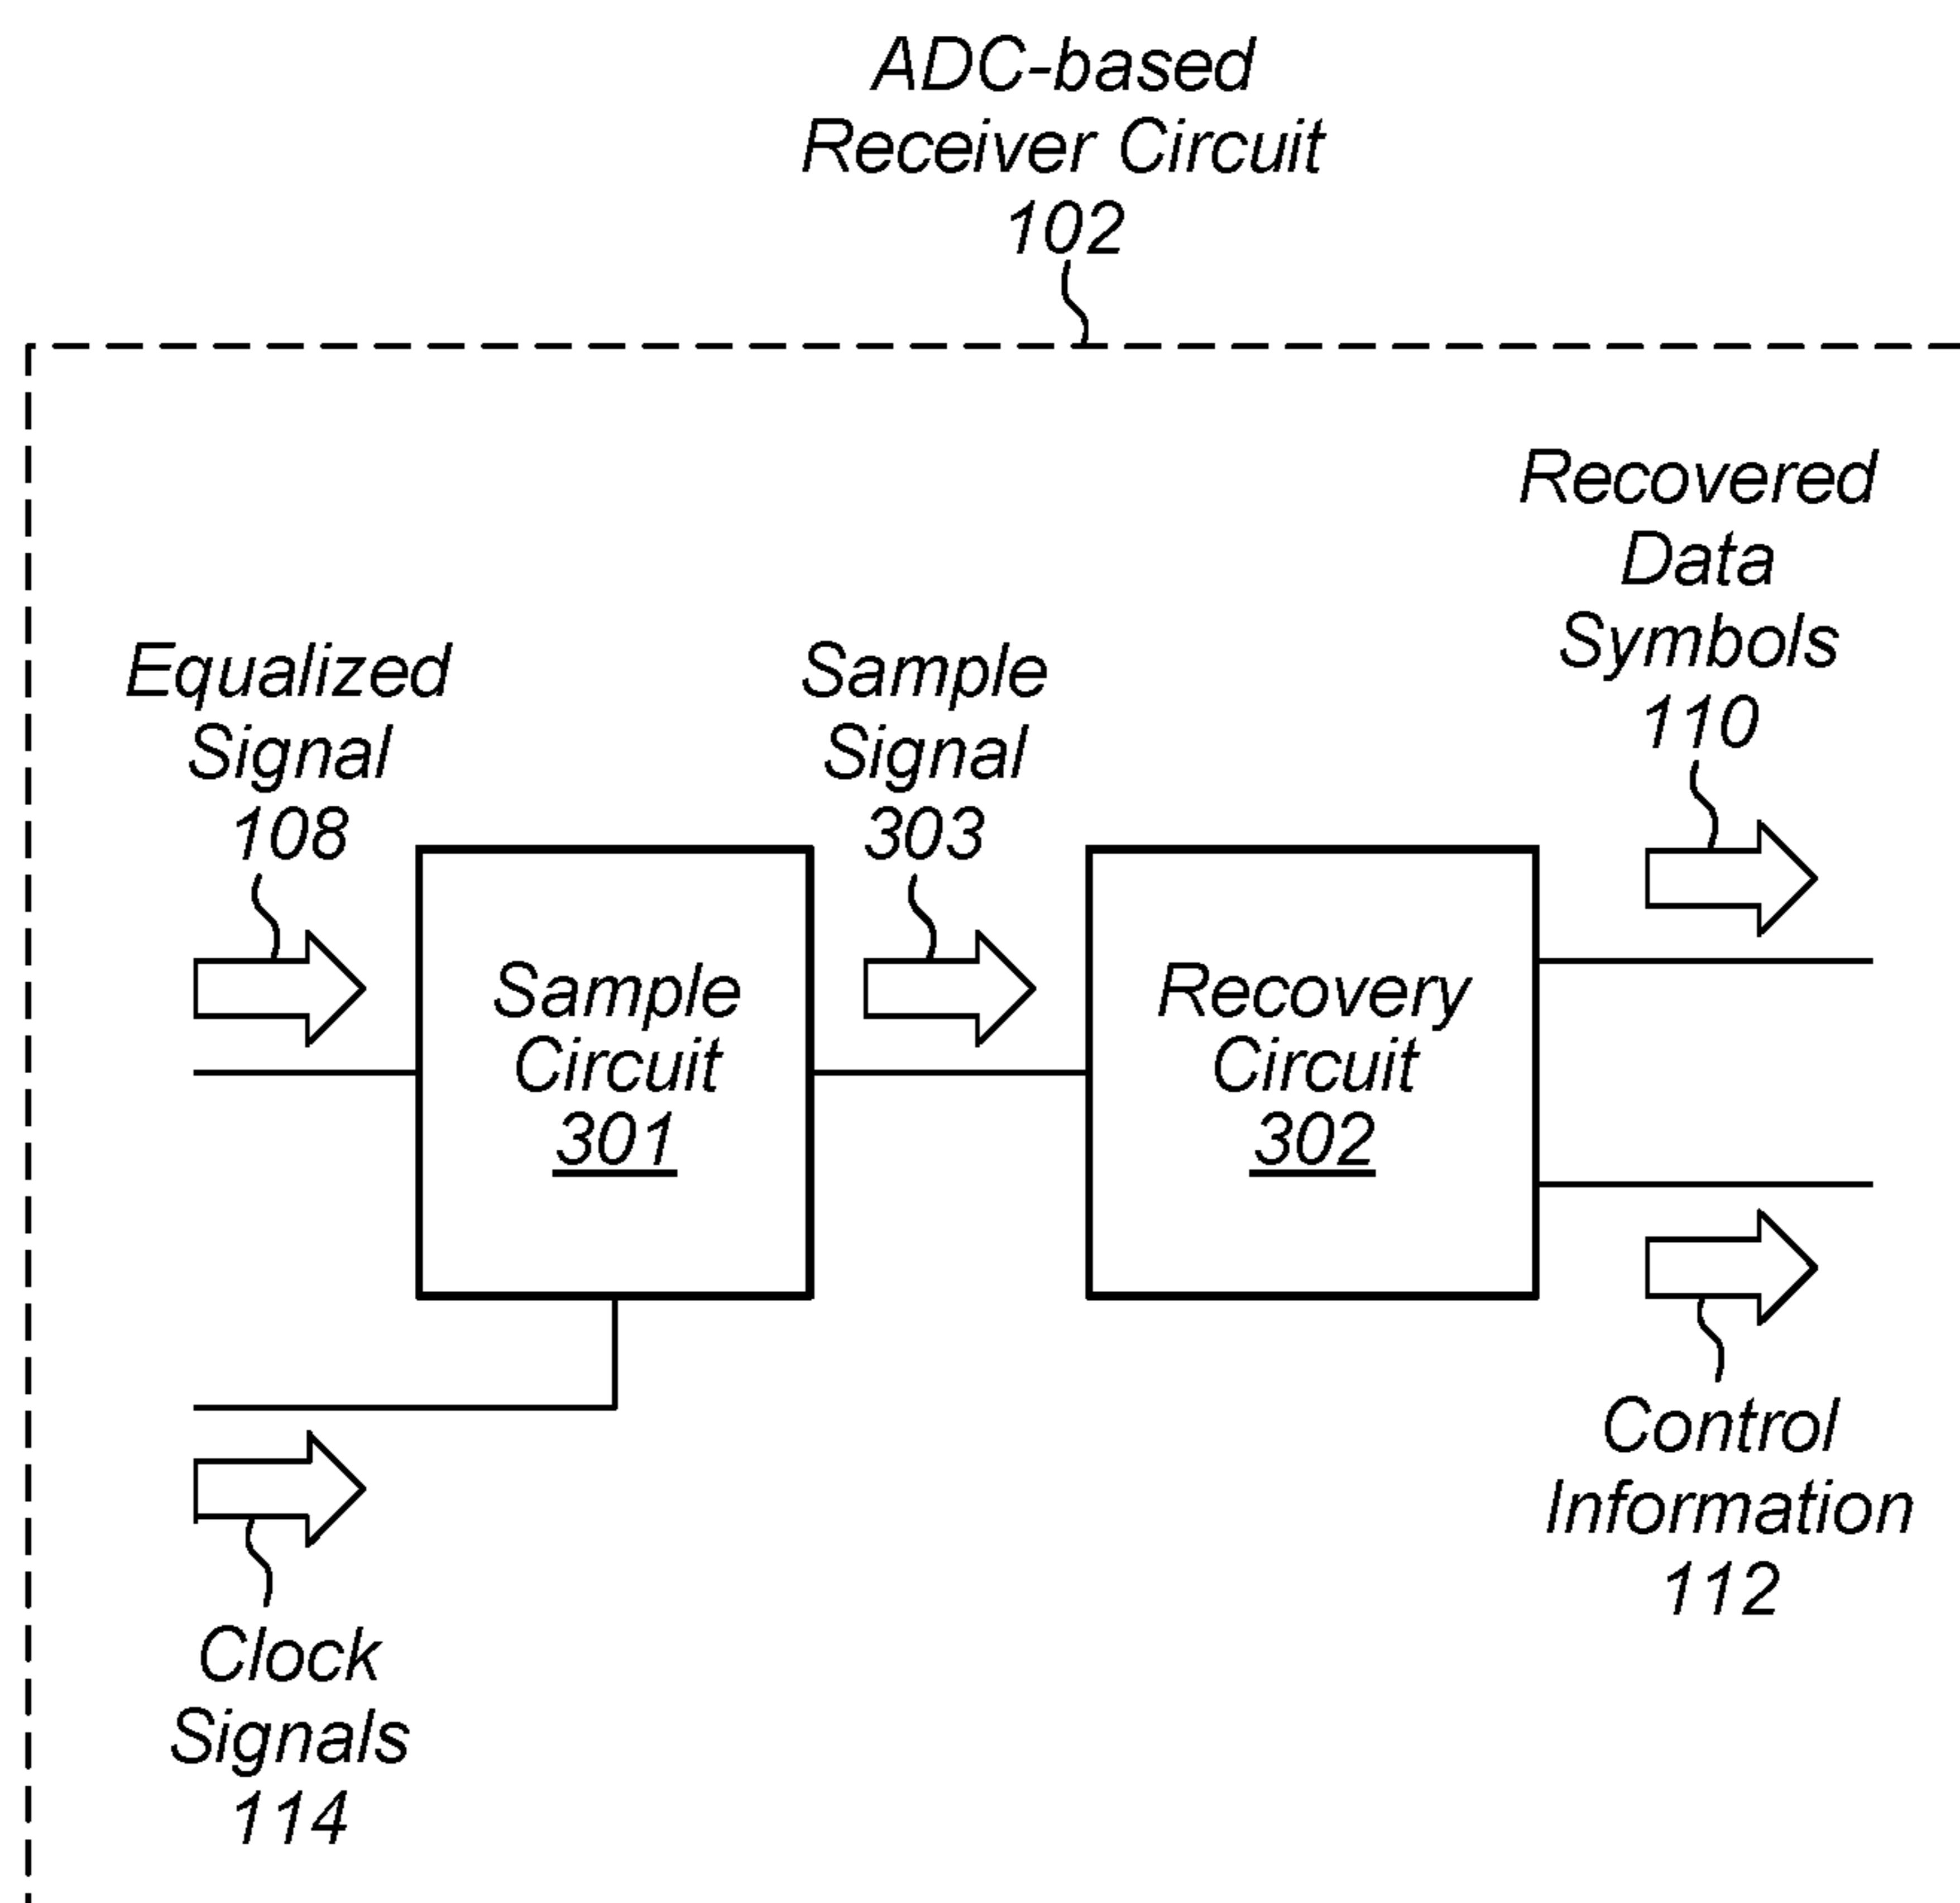 ADC-based
Receiver Circuit
102
Recovered
Data
Symbols
110
Equalized
Signal
108
Sample
Signal
303
Sample
Circuit
301
Recovery
Circuit
302
Control
Information
112
Clock
Signals
114